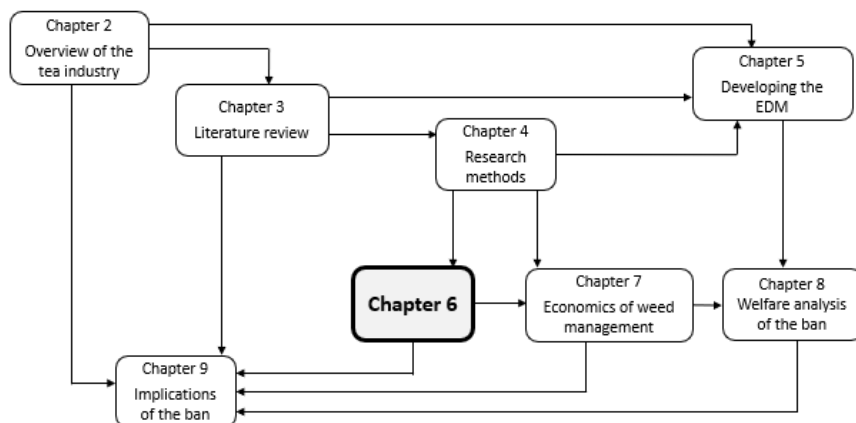 Chapter 2
Overview of the
tea industry
Chapter 3
Literature review
Chapter 4
Research
methods
Chapter 5
Developing the
EDM
Chapter 6
Chapter 7
Economics of weed
management
Chapter 8
Welfare analysis
of the ban
Chapter 9
Implications
of the ban